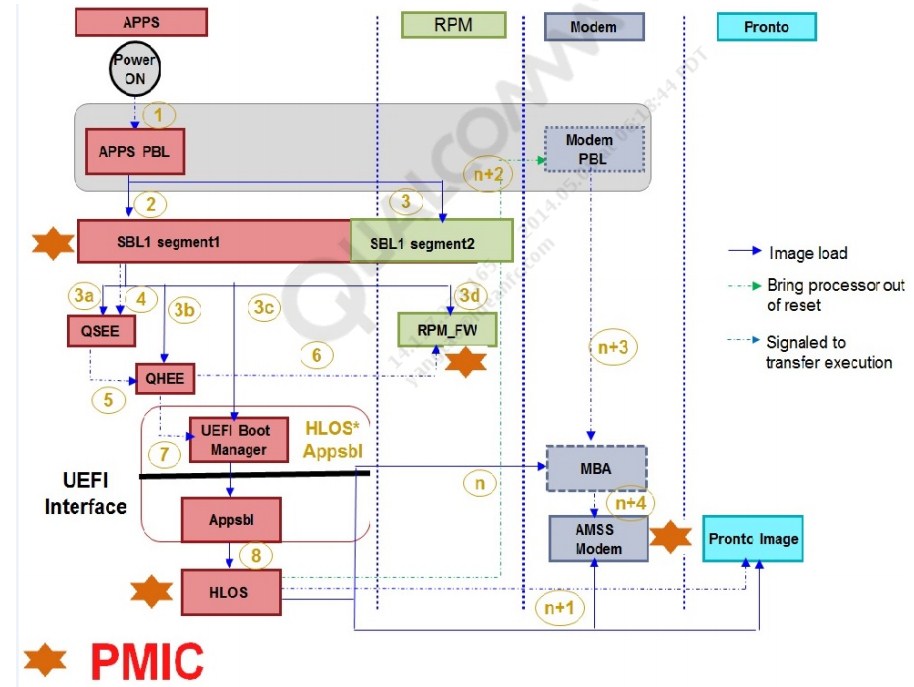 APPS
RPM
Modem
Pronto
Power
ON
1
APPS PBL
Modem
PBL
n+2
2
3
SBL1 segment1
SBL1 segment2
3a
4
3b
3c
3d
QSEE
RPM_FW
6
n+3
5
QHEE
UEFI Boot
Manager
HLOS*
Appsbl
7
UEFI
Interface
n
MBA
n+4
Appsbl
AMSS
Modem
Pronto Image
8
HLOS
n+1
Image load
Bring processor out
of reset
Signaled to
transfer execution
PMIC
QUALCOMM